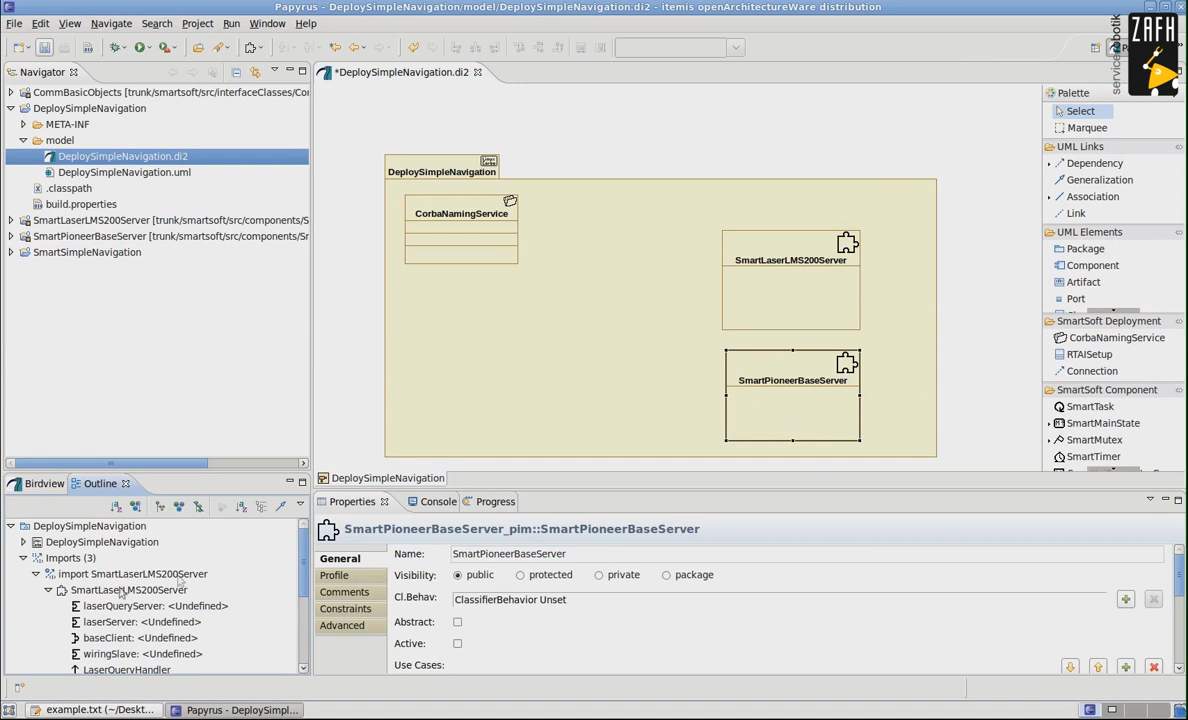 Papyrus - DeploySimpleNavigation/model/DeploySimpleNavigation.di2 - itemis openArchitectureWare distribution
File Edit View Navigate Search Project Run Window Help
servicerobotik
ZAFH
Navigator
*DeploySimpleNavigation.di2
CommBasicObjects [trunk/smartsoft/src/interfaceClasses/Co
DeploySimpleNavigation
META-INF
model
DeploySimpleNavigation.di2
DeploySimpleNavigation.uml
.classpath
build.properties
SmartLaserLMS200Server [trunk/smartsoft/src/components/S
SmartPioneerBaseServer [trunk/smartsoft/src/components/Sr
SmartSimpleNavigation
DeploySimpleNavigation
Linux
Corba
CorbaNamingService
SmartLaserLMS200Server
SmartPioneerBaseServer
DeploySimpleNavigation
Palette
Select
Marquee
UML Links
Dependency
Generalization
Association
Link
UML Elements
Package
Component
Artifact
Port
SmartSoft Deployment
CorbaNamingService
RTAISetup
Connection
SmartSoft Component
SmartTask
SmartMainState
SmartMutex
SmartTimer
Birdview Outline
DeploySimpleNavigation
DeploySimpleNavigation
Imports (3)
import SmartLaserLMS200Server
SmartLaserLMS200Server
laserQueryServer: <Undefined>
laserServer: <Undefined>
baseClient: <Undefined>
wiringSlave: <Undefined>
LaserQueryHandler
Properties Console Progress
SmartPioneerBaseServer_pim::SmartPioneerBaseServer
General
Profile
Comments
Constraints
Advanced
Name: SmartPioneerBaseServer
Visibility: public protected private package
Cl.Behav: ClassifierBehavior Unset
Abstract:
Active:
Use Cases:
example.txt (~/Deskt...
Papyrus - DeploySimpl...